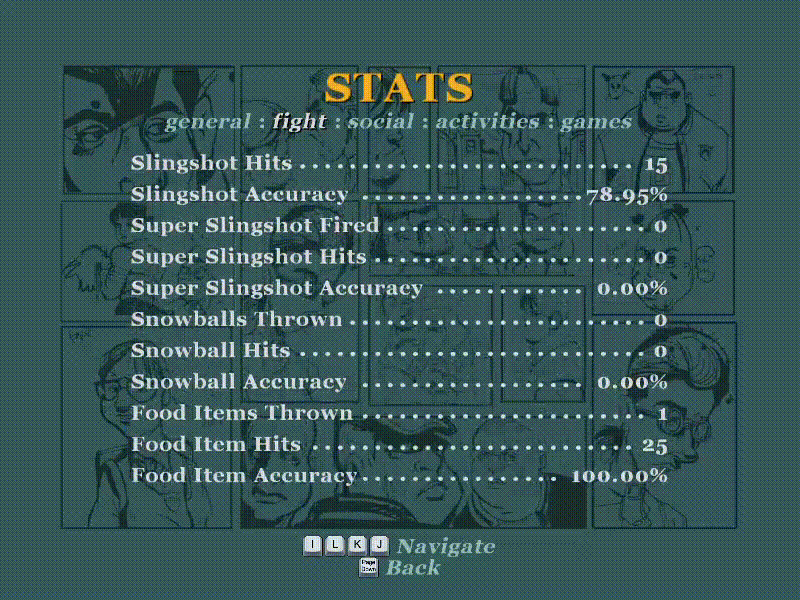 STATS
general : fight : social : activities : games
Slingshot Hits .......................... 15
Slingshot Accuracy .................. 78.95%
Super Slingshot Fired ..................... 0
Super Slingshot Hits ...................... 0
Super Slingshot Accuracy ............ 0.00%
Snowballs Thrown ........................ 0
Snowball Hits ............................ 0
Snowball Accuracy .................. 0.00%
Food Items Thrown ....................... 1
Food Item Hits .......................... 25
Food Item Accuracy ................ 100.00%
I L K J Navigate
Page Down Back